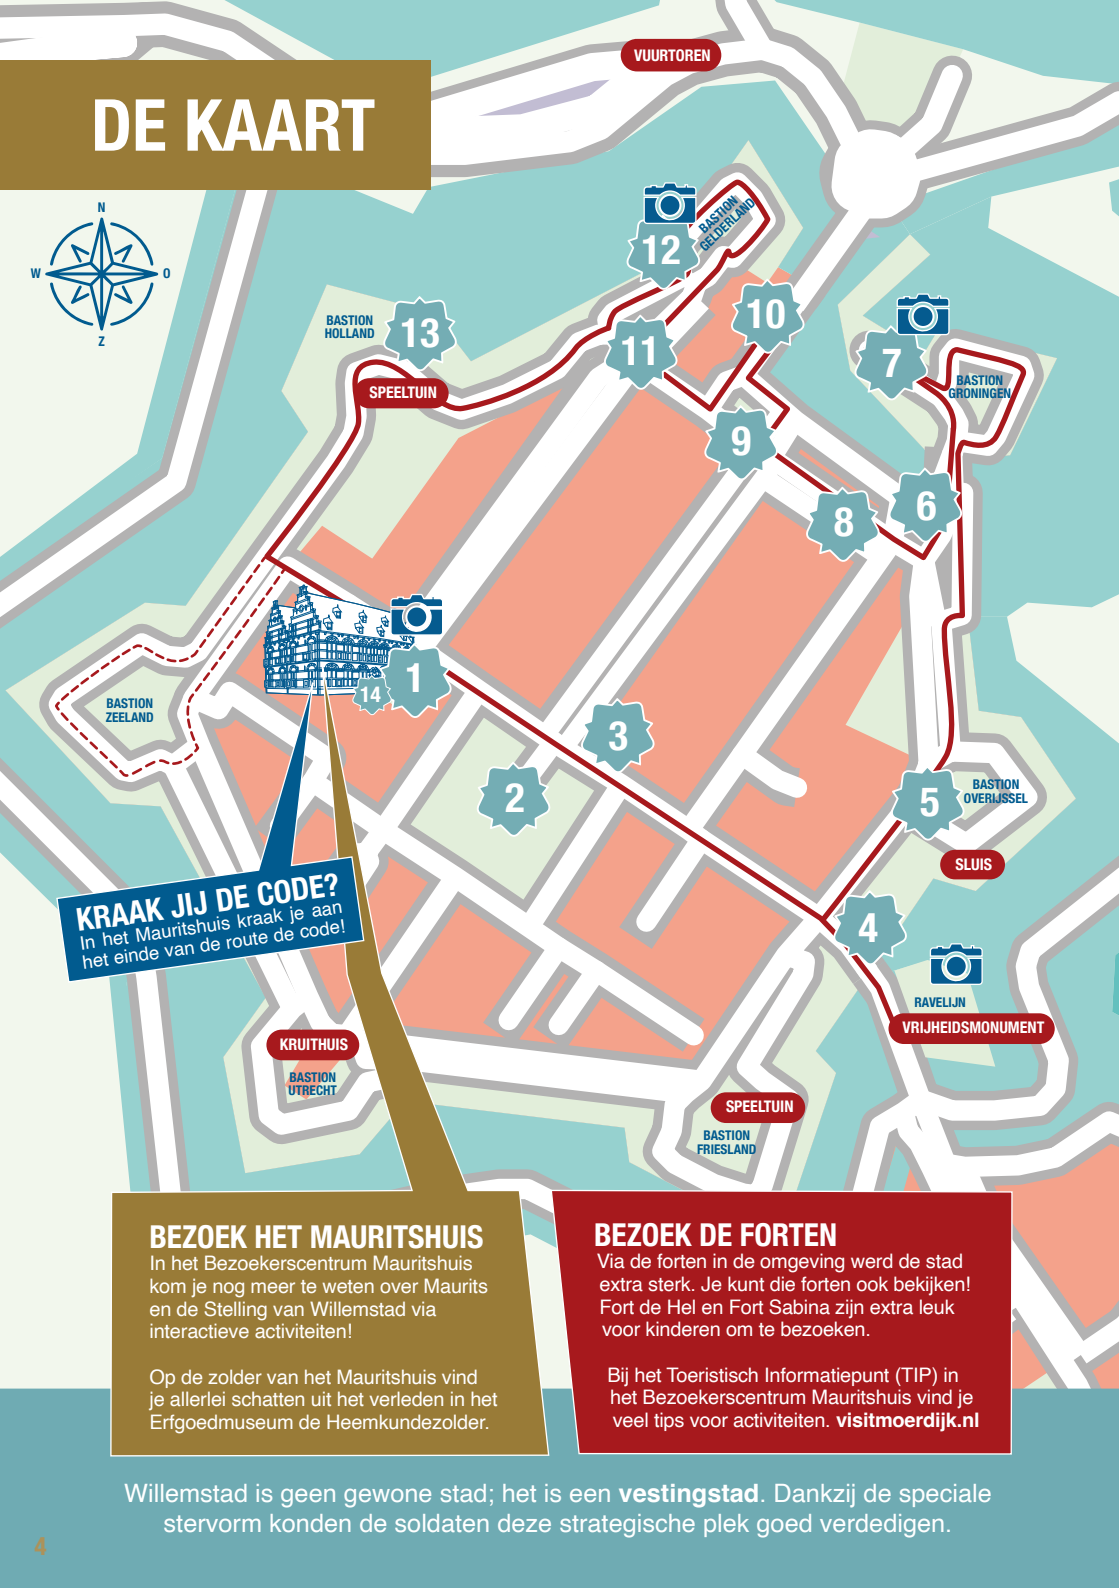 DE KAART
N
W
O
Z
VUURTOREN
BASTION
GELDERLAND
12
10
BASTION
HOLLAND
13
11
7
SPEELTUIN
BASTION
GRONINGEN
9
6
8
1
14
BASTION
ZEELAND
3
2
5
BASTION
OVERIJSSEL
SLUIS
KRAAK JIJ DE CODE?
In het Mauritshuis kraak je aan
het einde van de route de code!
4
RAVELIJN
VRIJHEIDSMONUMENT
KRUITHUIS
BASTION
UTRECHT
SPEELTUIN
BASTION
FRIESLAND
BEZOEK HET MAURITSHUIS
In het Bezoekerscentrum Mauritshuis
kom je nog meer te weten over Maurits
en de Stelling van Willemstad via
interactieve activiteiten!
Op de zolder van het Mauritshuis vind
je allerlei schatten uit het verleden in het
Erfgoedmuseum de Heemkundezolder.
BEZOEK DE FORTEN
Via de forten in de omgeving werd de stad
extra sterk. Je kunt die forten ook bekijken!
Fort de Hel en Fort Sabina zijn extra leuk
voor kinderen om te bezoeken.
Bij het Toeristisch Informatiepunt (TIP) in
het Bezoekerscentrum Mauritshuis vind je
veel tips voor activiteiten. visitmoerdijk.nl
Willemstad is geen gewone stad; het is een vestingstad. Dankzij de speciale
stervorm konden de soldaten deze strategische plek goed verdedigen.
4